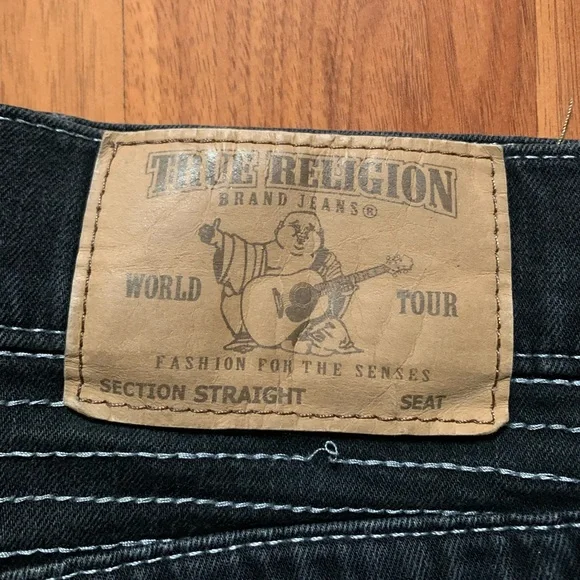 TRUE RELIGION
BRAND JEANS®
WORLD TOUR
FASHION FOR THE SENSES
SECTION STRAIGHT SEAT